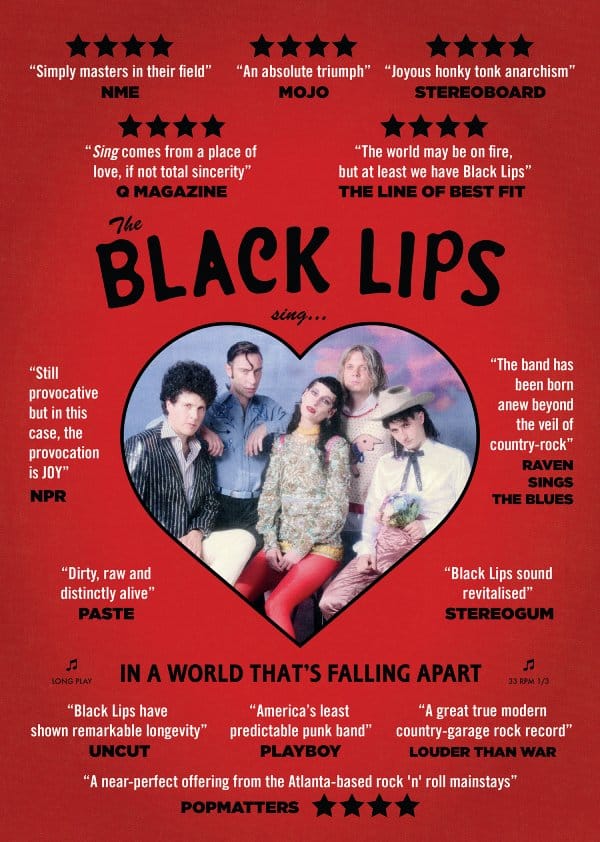 “Simply masters in their field”
NME
“An absolute triumph”
MOJO
“Joyous honky tonk anarchism”
STEREOBOARD
“Sing comes from a place of
love, if not total sincerity”
Q MAGAZINE
“The world may be on fire,
but at least we have Black Lips”
THE LINE OF BEST FIT
The
BLACK LIPS
sing...
“Still
provocative
but in this
case, the
provocation
is JOY”
NPR
“The band has
been born
anew beyond
the veil of
country-rock”
RAVEN
SINGS
THE BLUES
“Dirty, raw and
distinctly alive”
PASTE
“Black Lips sound
revitalised”
STEREOGUM
LONG PLAY
IN A WORLD THAT'S FALLING APART
33 RPM 1/3
“Black Lips have
shown remarkable longevity”
UNCUT
“America's least
predictable punk band”
PLAYBOY
“A great true modern
country-garage rock record”
LOUDER THAN WAR
“A near-perfect offering from the Atlanta-based rock 'n' roll mainstays”
POPMATTERS